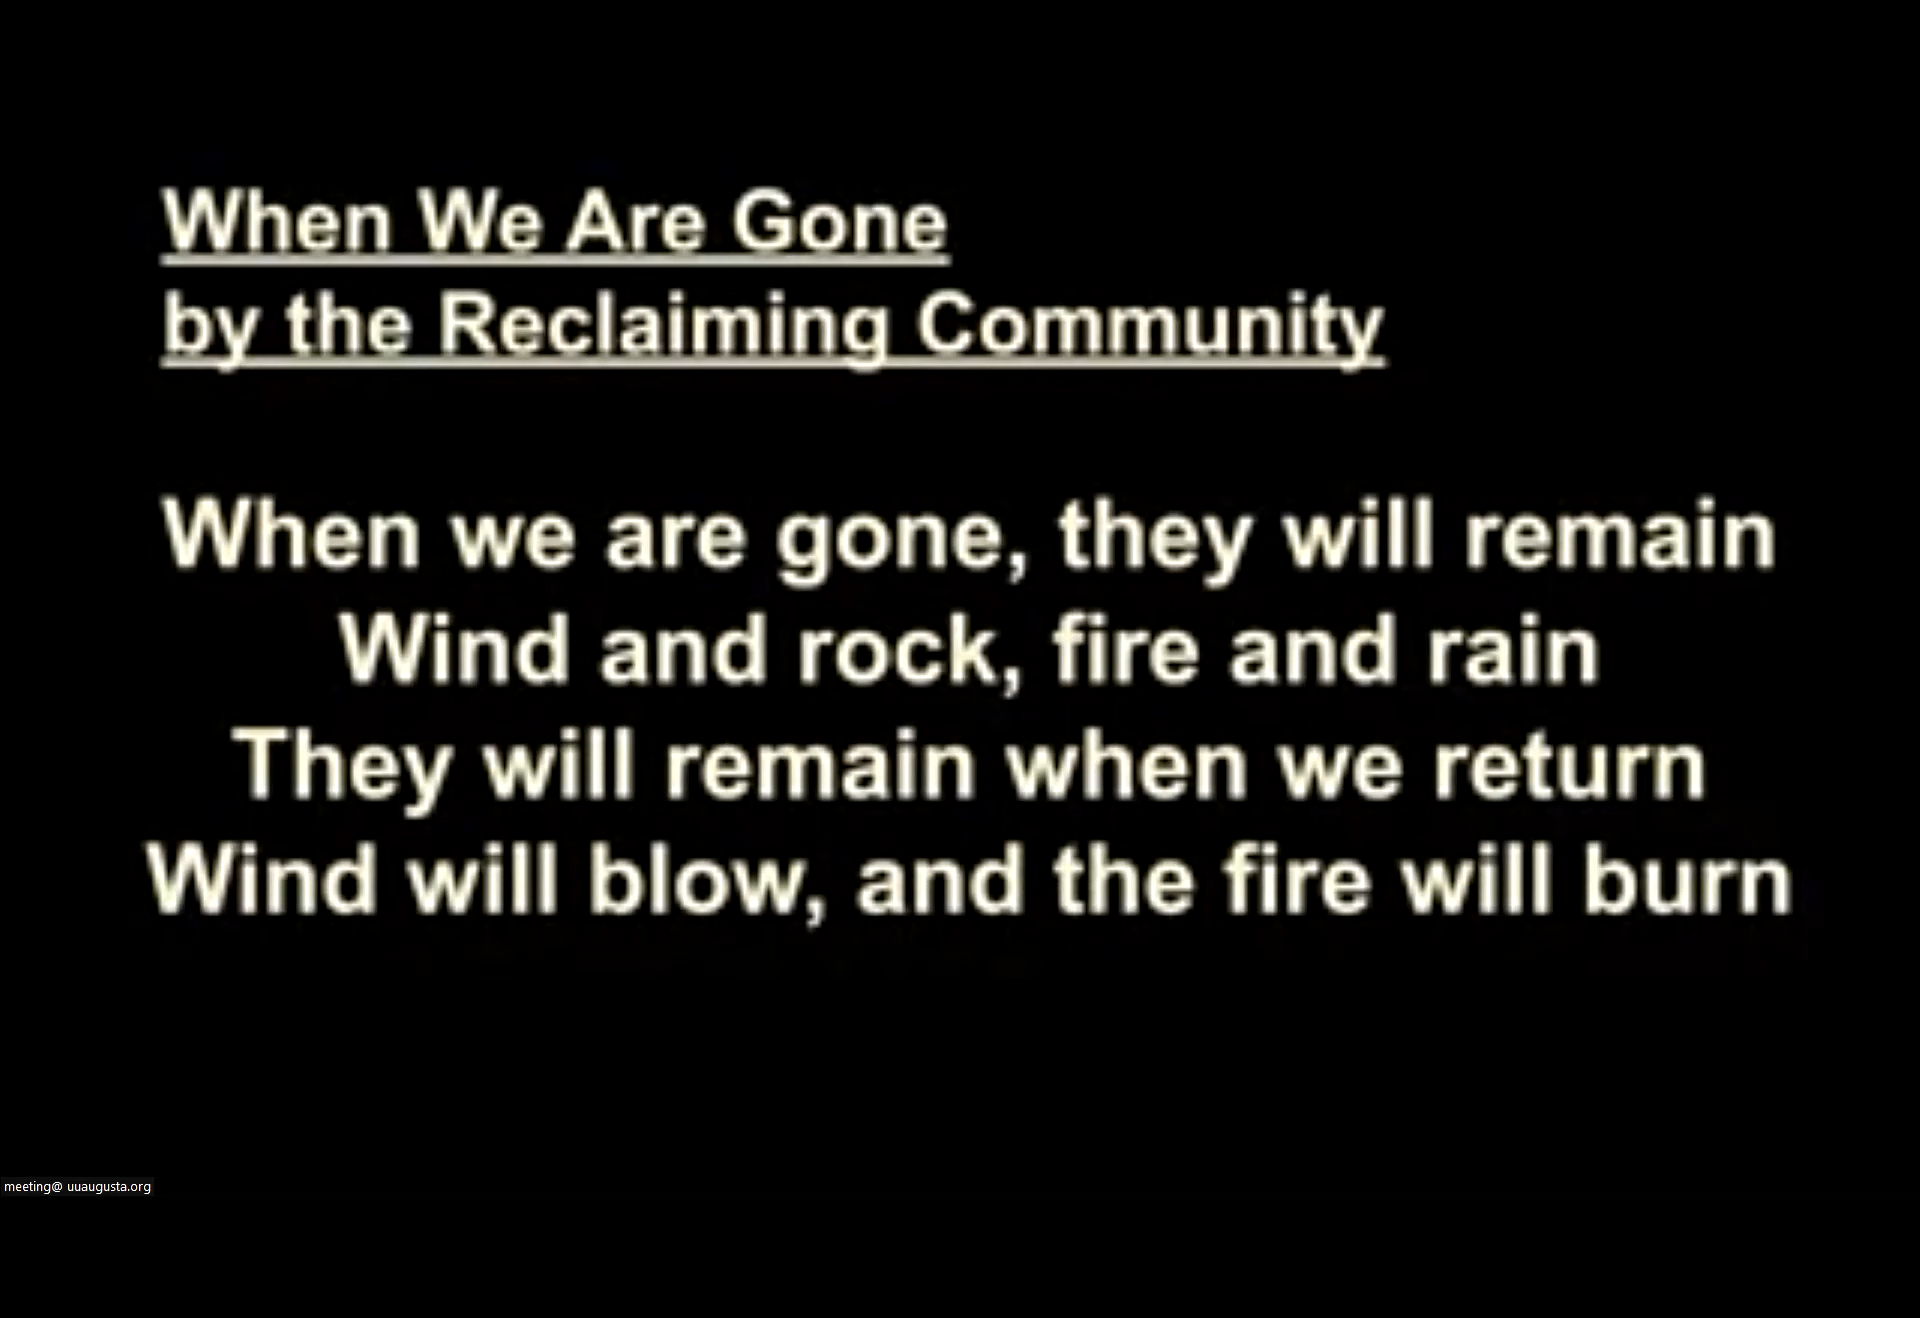 When We Are Gone
by the Reclaiming Community
When we are gone, they will remain
Wind and rock, fire and rain
They will remain when we return
Wind will blow, and the fire will burn
meeting@ uuaugusta.org